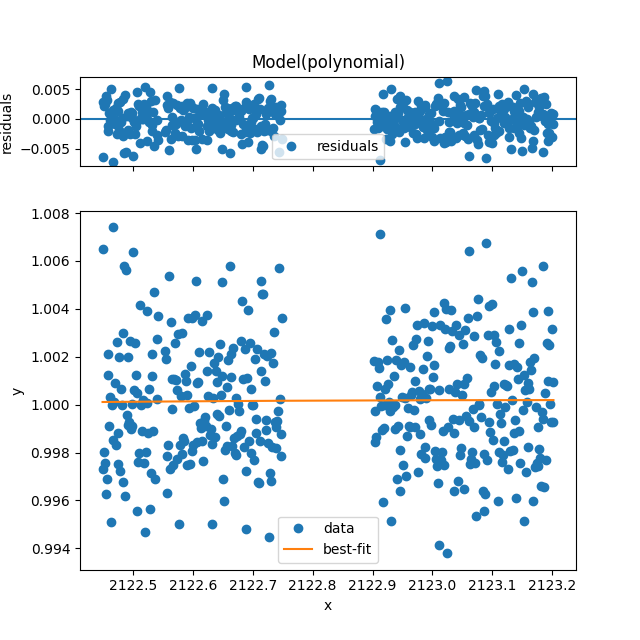 Model(polynomial)
residuals
0.005
0.000
−0.005
residuals
y
1.008
1.006
1.004
1.002
1.000
0.998
0.996
0.994
data
best-fit
2122.5 2122.6 2122.7 2122.8 2122.9 2123.0 2123.1 2123.2
x